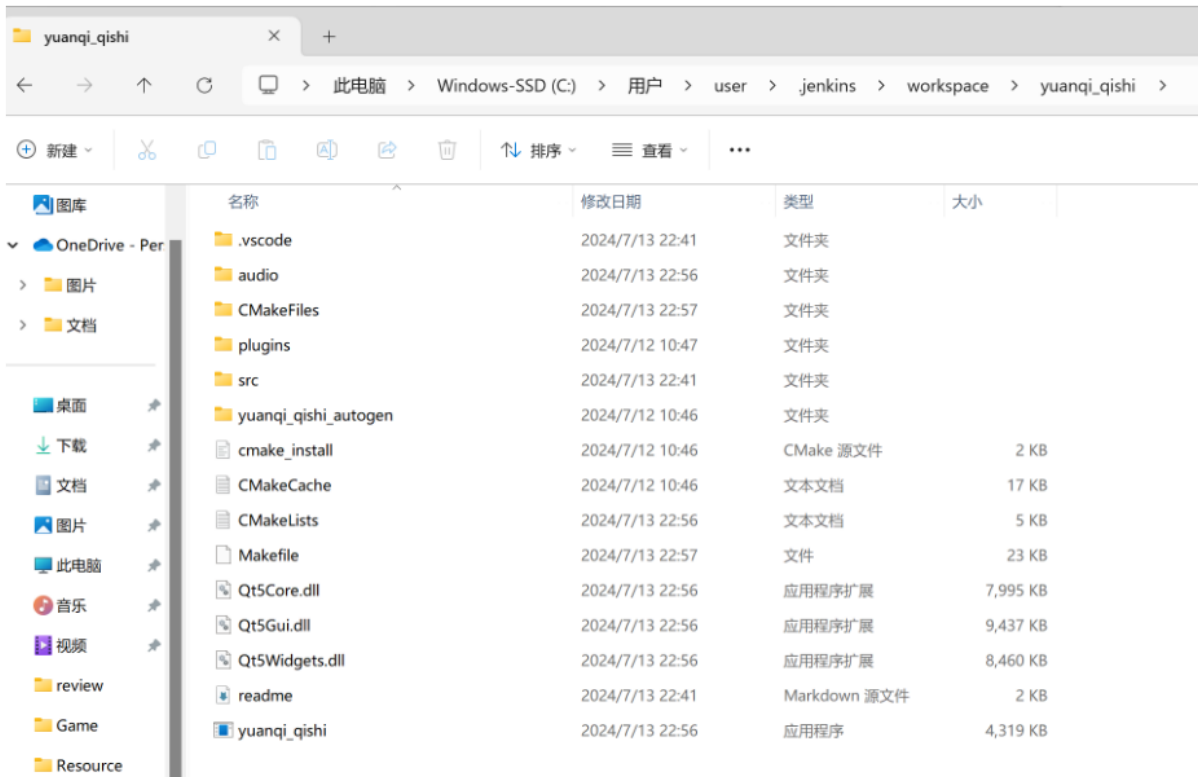 yuanqi_qishi
此电脑 > Windows-SSD (C:) > 用户 > user > .jenkins > workspace > yuanqi_qishi >
新建 排序 查看 ...
图库
OneDrive - Per
图片
文档
桌面
下载
文档
图片
此电脑
音乐
视频
review
Game
Resource
名称 修改日期 类型 大小
.vscode 2024/7/13 22:41 文件夹
audio 2024/7/13 22:56 文件夹
CMakeFiles 2024/7/13 22:57 文件夹
plugins 2024/7/12 10:47 文件夹
src 2024/7/13 22:41 文件夹
yuanqi_qishi_autogen 2024/7/12 10:46 文件夹
cmake_install 2024/7/12 10:46 CMake 源文件 2 KB
CMakeCache 2024/7/12 10:46 文本文档 17 KB
CMakeLists 2024/7/13 22:56 文本文档 5 KB
Makefile 2024/7/13 22:57 文件 23 KB
Qt5Core.dll 2024/7/13 22:56 应用程序扩展 7,995 KB
Qt5Gui.dll 2024/7/13 22:56 应用程序扩展 9,437 KB
Qt5Widgets.dll 2024/7/13 22:56 应用程序扩展 8,460 KB
readme 2024/7/13 22:41 Markdown 源文件 2 KB
yuanqi_qishi 2024/7/13 22:56 应用程序 4,319 KB